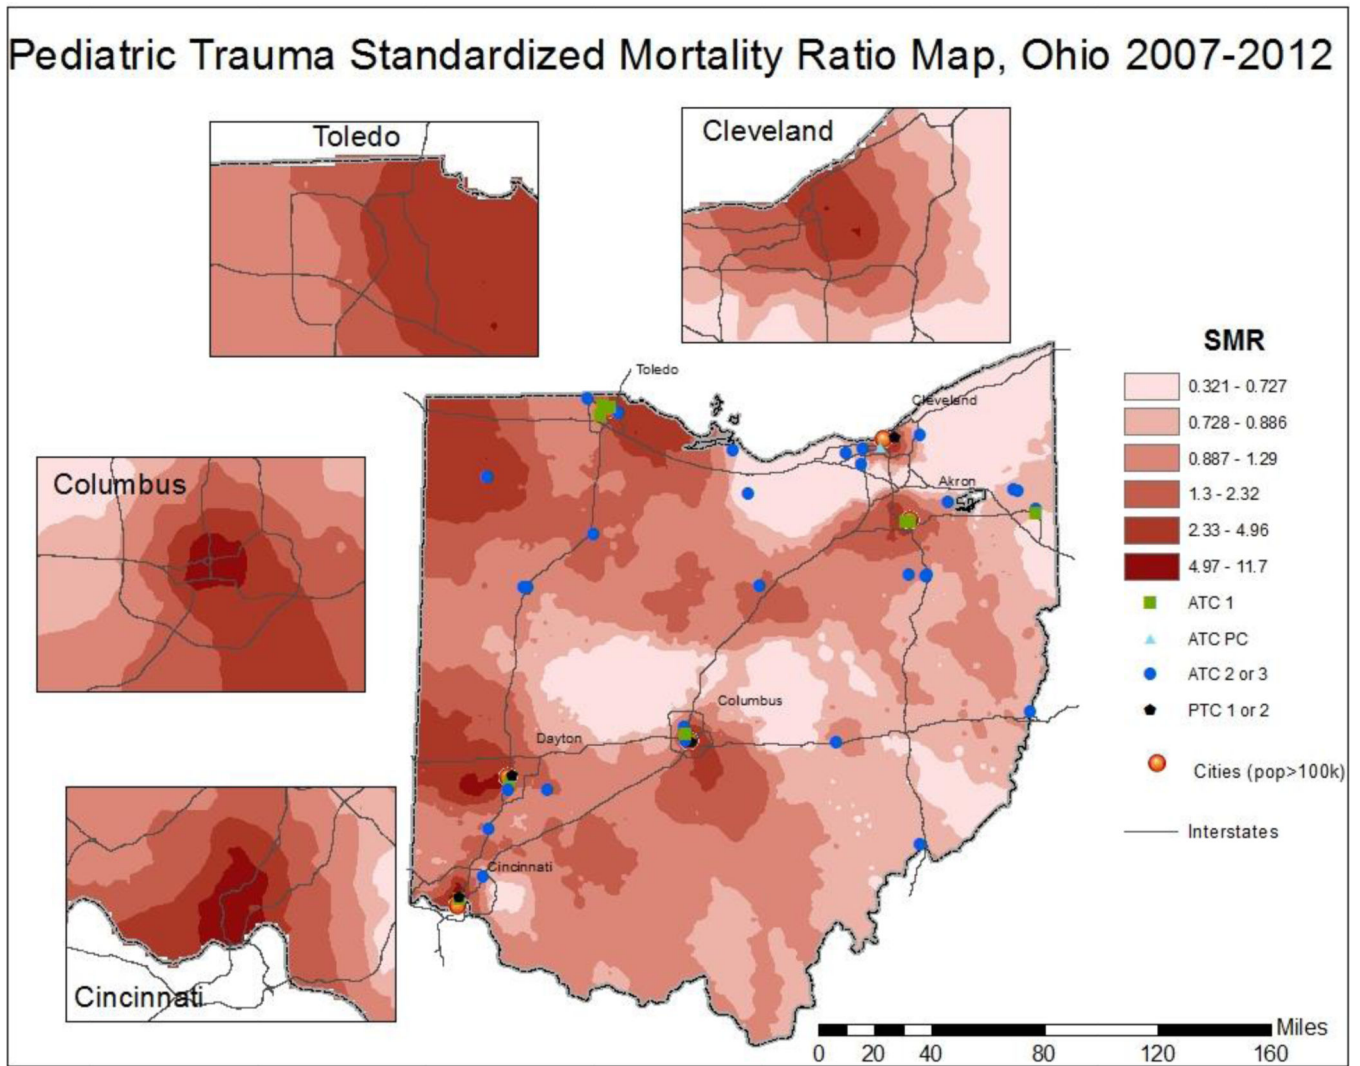 Pediatric Trauma Standardized Mortality Ratio Map, Ohio 2007-2012
Toledo
Cleveland
Columbus
Cincinnati
Toledo
Cleveland
Akron
Columbus
Dayton
Cincinnati
SMR
0.321 - 0.727
0.728 - 0.886
0.887 - 1.29
1.3 - 2.32
2.33 - 4.96
4.97 - 11.7
ATC 1
ATC PC
ATC 2 or 3
PTC 1 or 2
Cities (pop>100k)
Interstates
Miles
0 20 40 80 120 160